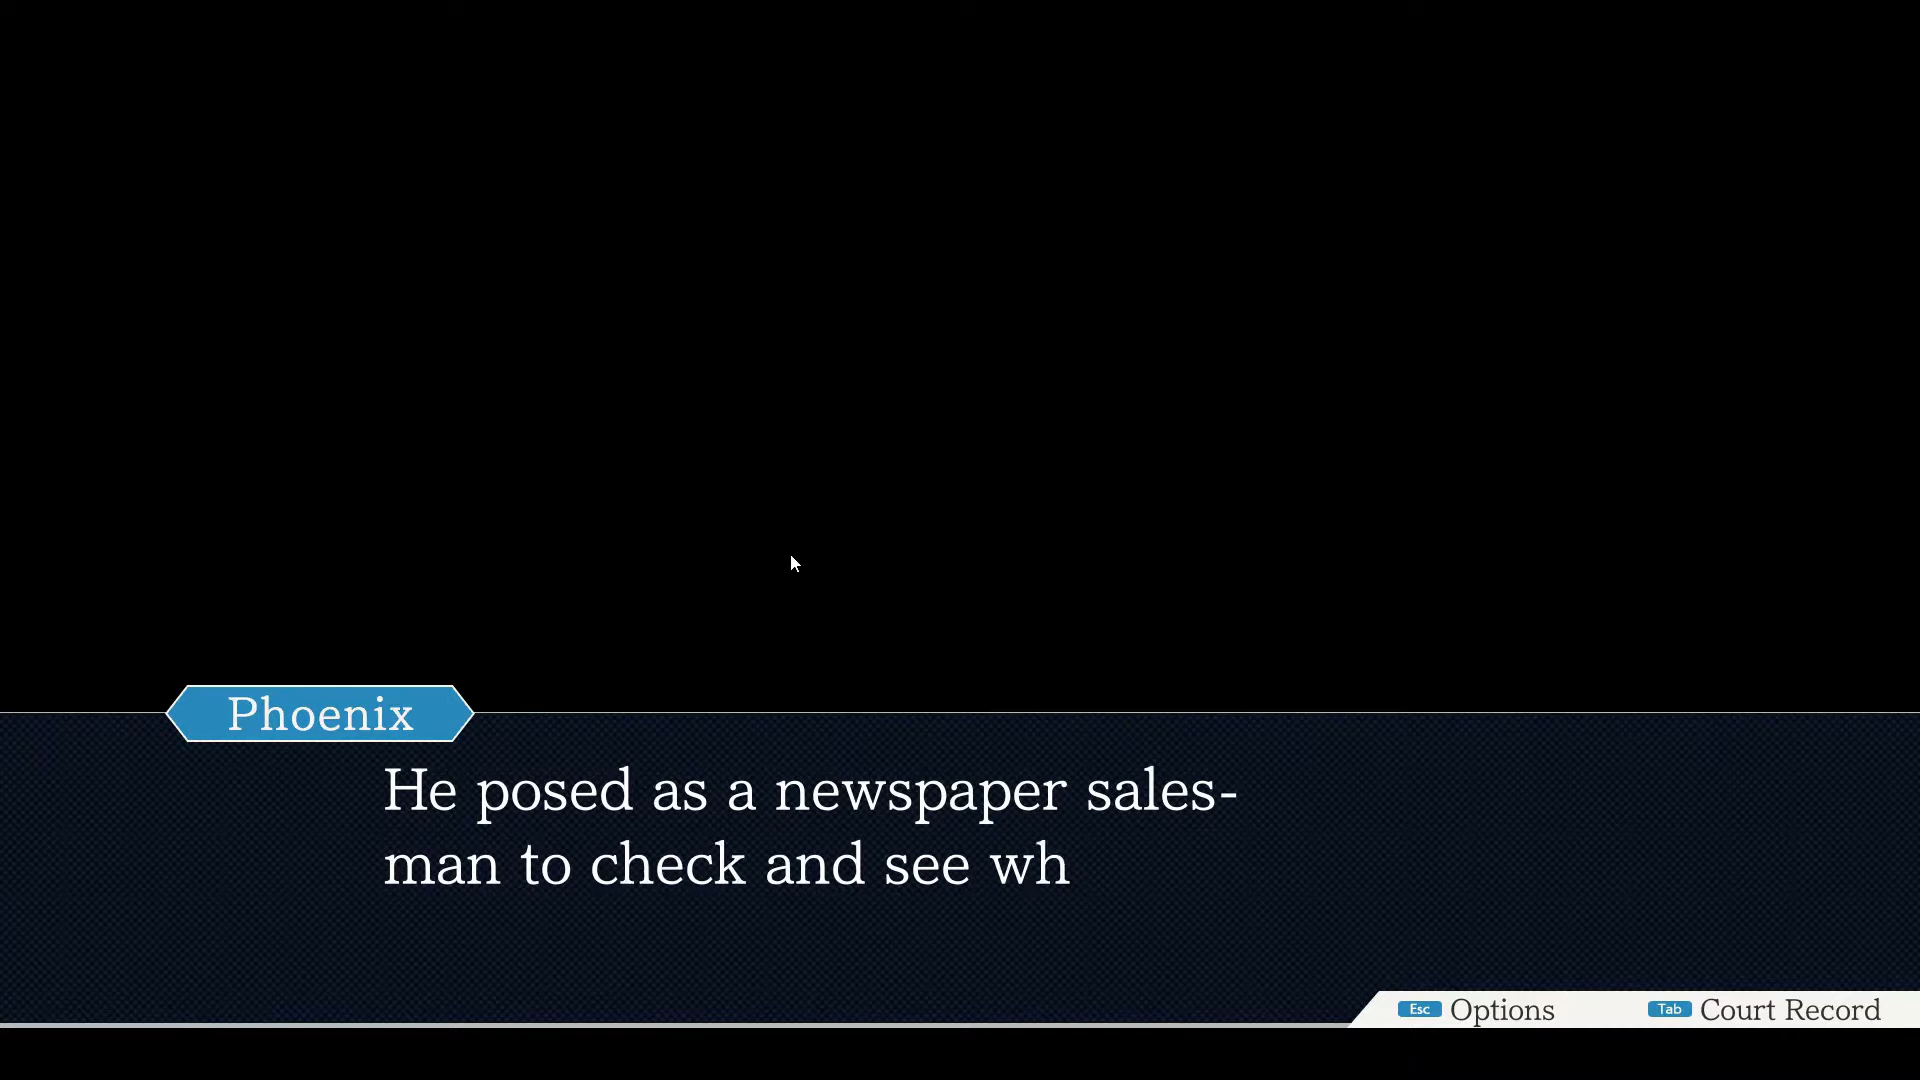 Phoenix
He posed as a newspaper sales-
man to check and see wh
Esc Options Tab Court Record